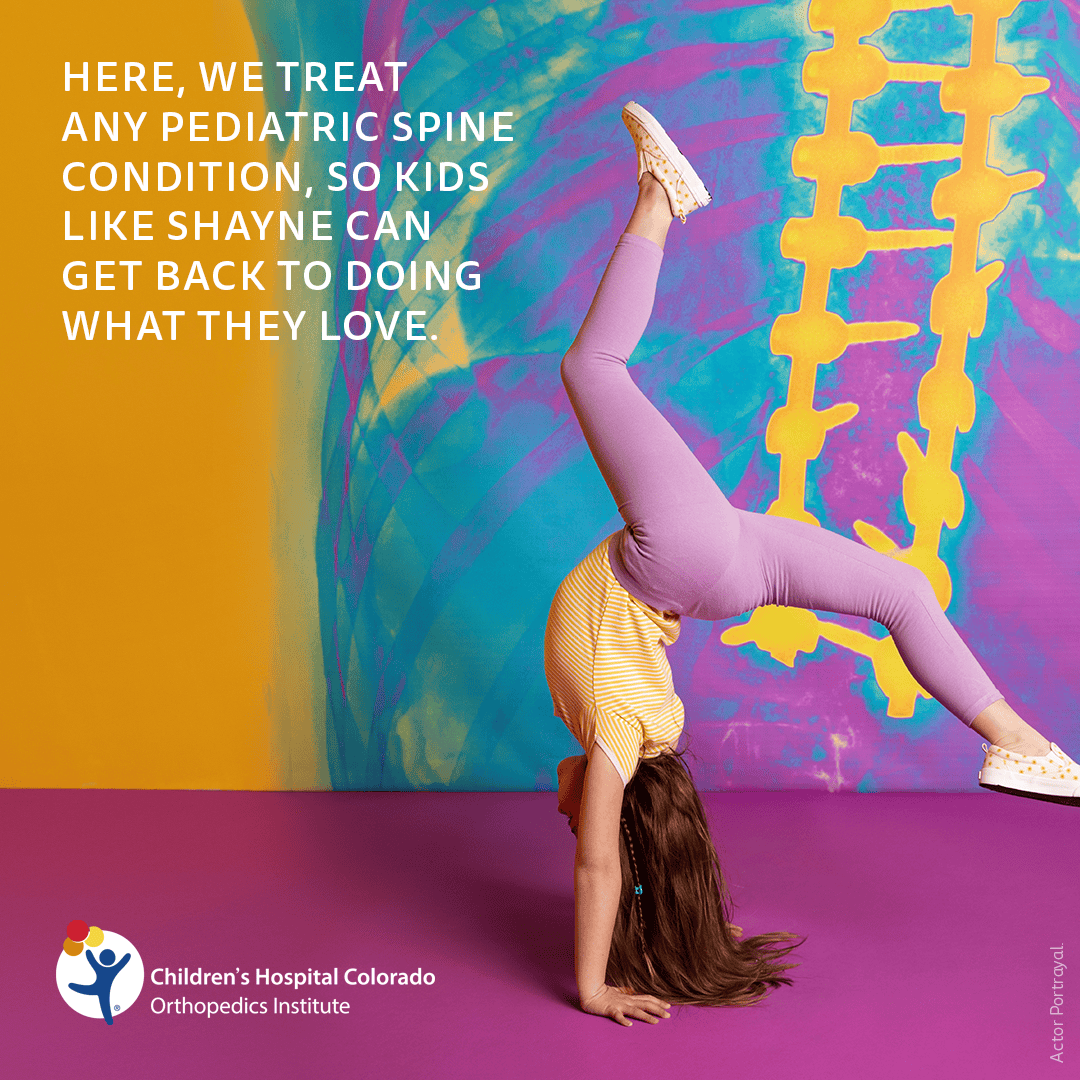 HERE, WE TREAT
ANY PEDIATRIC SPINE
CONDITION, SO KIDS
LIKE SHAYNE CAN
GET BACK TO DOING
WHAT THEY LOVE.
Children's Hospital Colorado
Orthopedics Institute
®
Actor Portrayal.